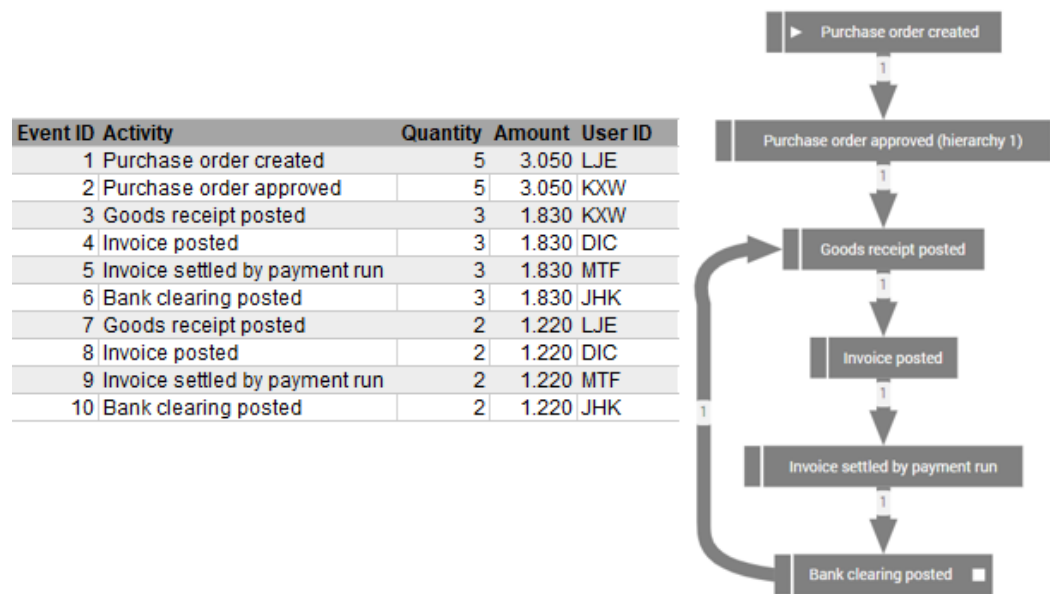 Event ID Activity Quantity Amount User ID
1 Purchase order created 5 3.050 LJE
2 Purchase order approved 5 3.050 KXW
3 Goods receipt posted 3 1.830 KXW
4 Invoice posted 3 1.830 DIC
5 Invoice settled by payment run 3 1.830 MTF
6 Bank clearing posted 3 1.830 JHK
7 Goods receipt posted 2 1.220 LJE
8 Invoice posted 2 1.220 DIC
9 Invoice settled by payment run 2 1.220 MTF
10 Bank clearing posted 2 1.220 JHK
Purchase order created
1
Purchase order approved (hierarchy 1)
1
Goods receipt posted
1
Invoice posted
1
1
Invoice settled by payment run
1
Bank clearing posted